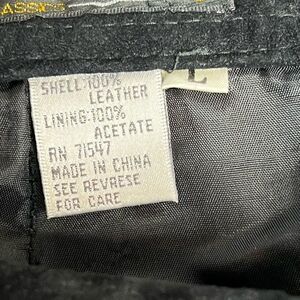 ASSICS
L
SHELL:100%
LEATHER
LINING:100%
ACETATE
RN 71547
MADE IN CHINA
SEE REVRESE
FOR CARE